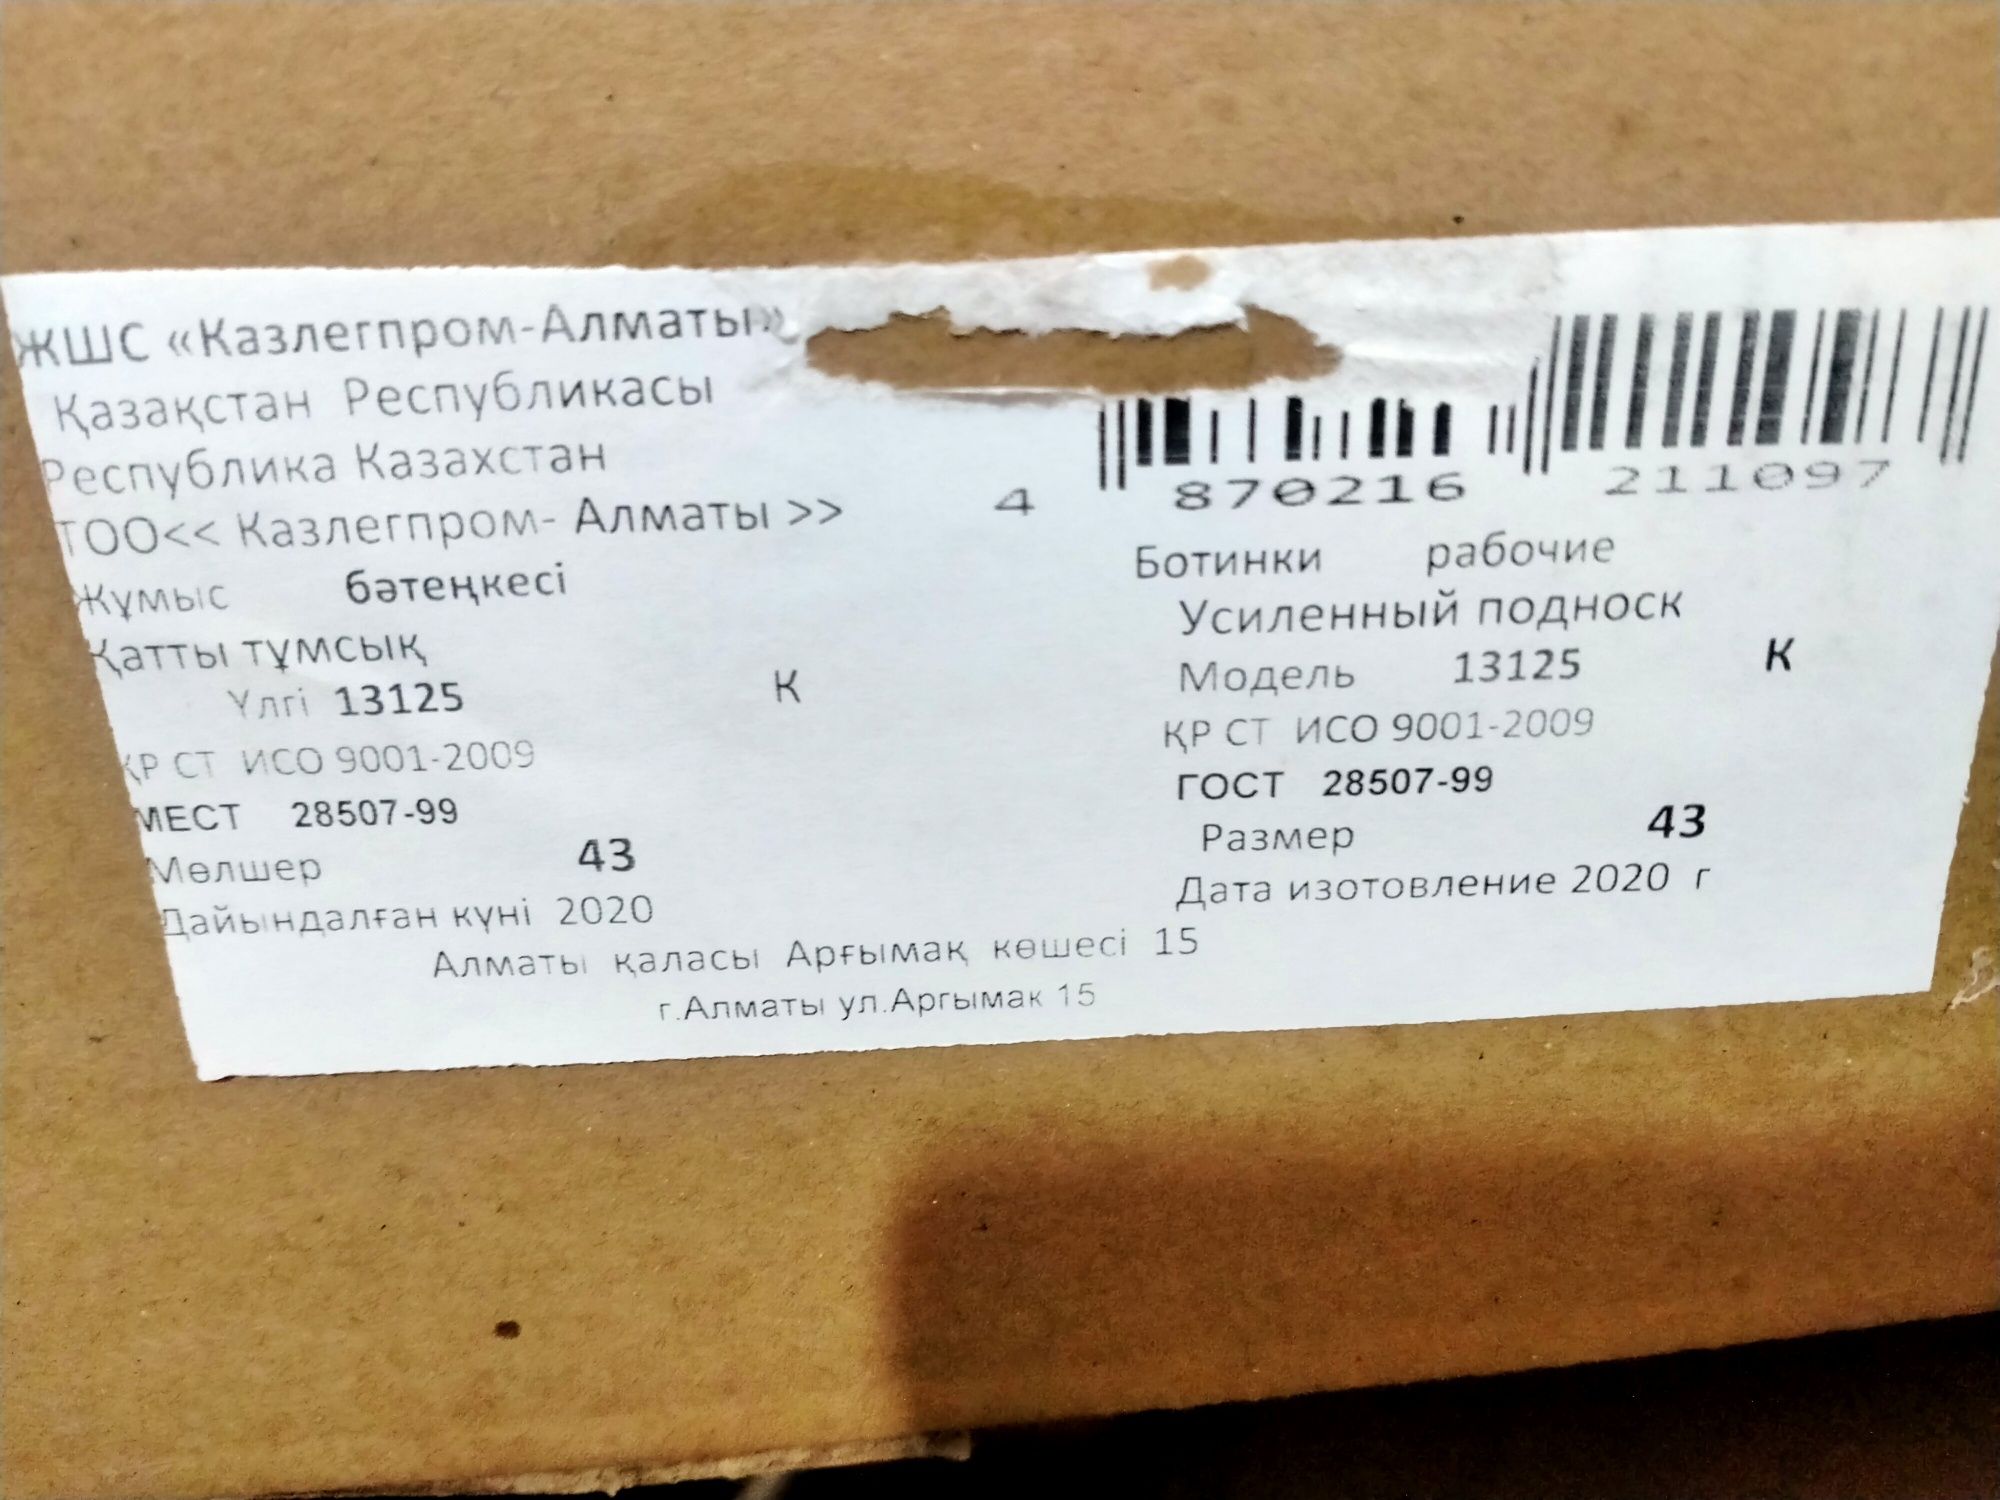 ЖШС «Казлегпром-Алматы»
Қазақстан Республикасы
Республика Казахстан
ТОО<< Казлегпром- Алматы >>
4 870216 211097
Жұмыс бәтеңкесі
Қатты тұмсық
Үлгі 13125 К
ҚР СТ ИСО 9001-2009
МЕСТ 28507-99
Мөлшер 43
Дайындалған күні 2020
Ботинки рабочие
Усиленный подноск
Модель 13125 К
ҚР СТ ИСО 9001-2009
ГОСТ 28507-99
Размер 43
Дата изотовление 2020 г
Алматы қаласы Арғымақ көшесі 15
г.Алматы ул.Аргымак 15